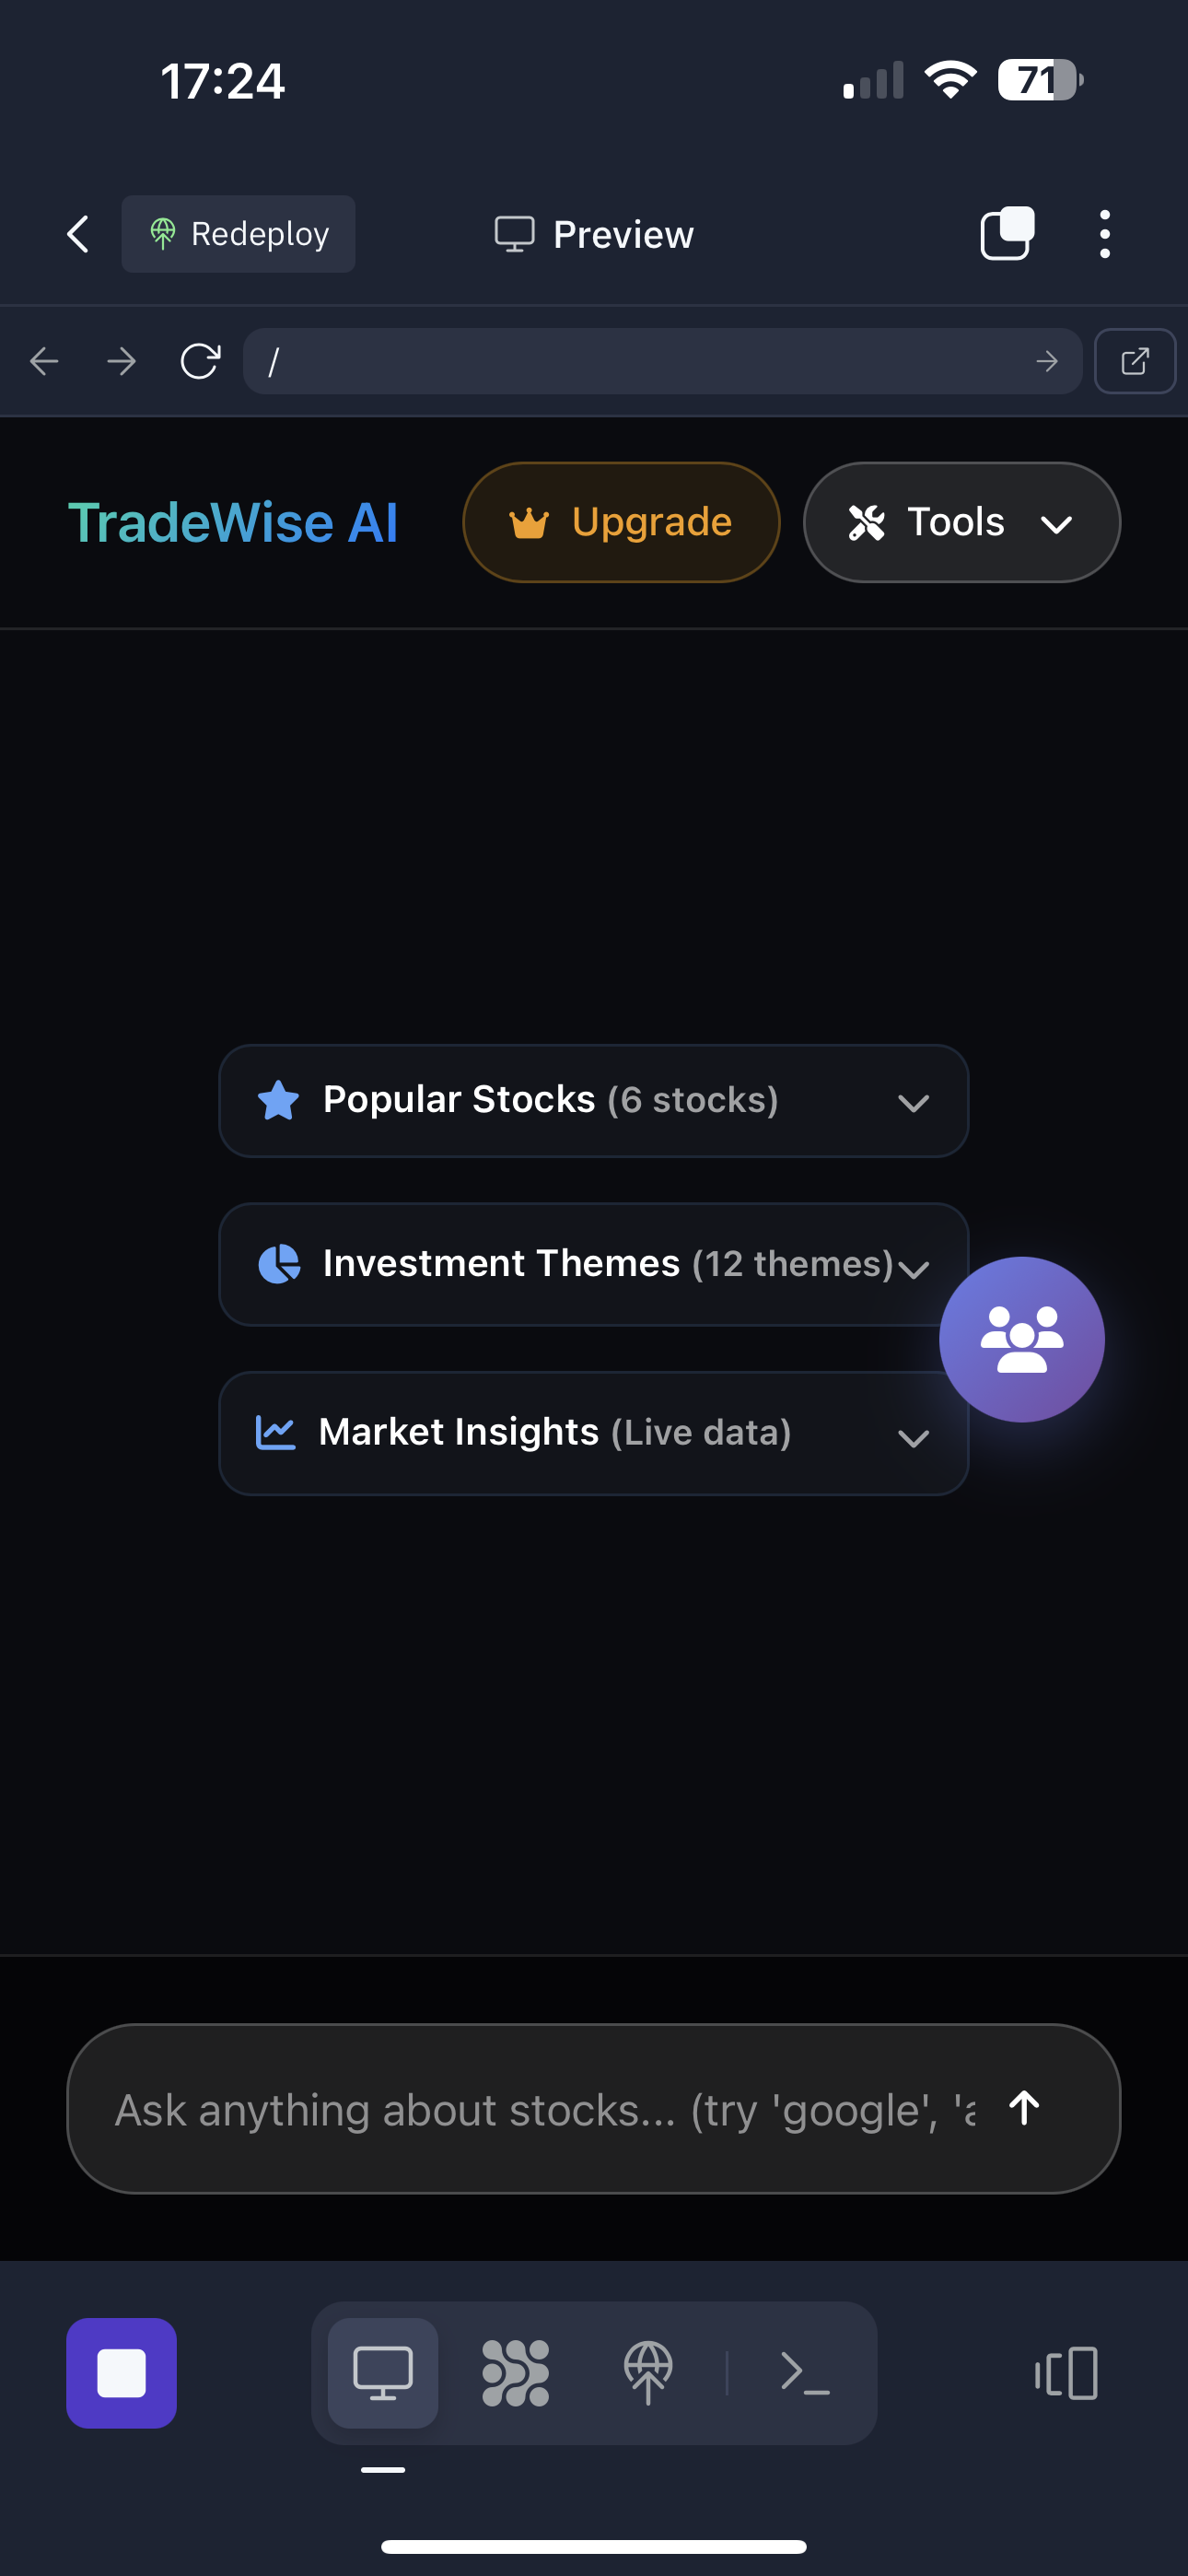 17:24
71
Redeploy
Preview
/
TradeWise AI
Upgrade
Tools
Popular Stocks (6 stocks)
Investment Themes (12 themes)
Market Insights (Live data)
Ask anything about stocks... (try 'google', '